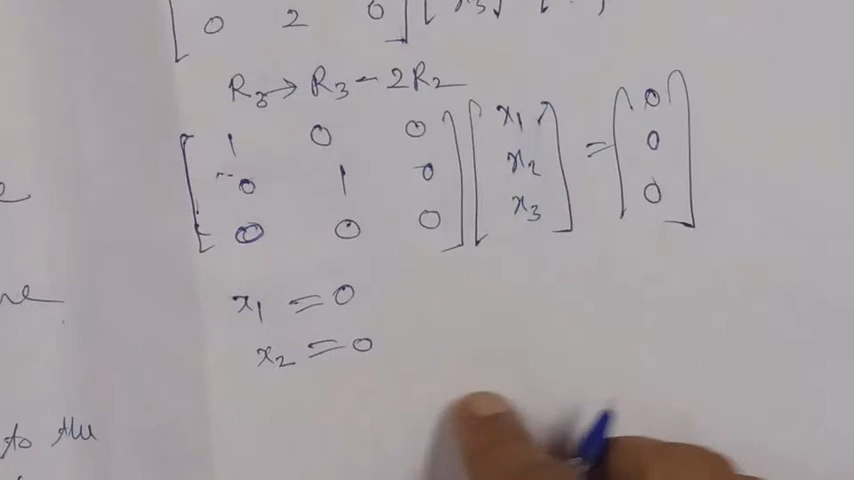 0 2 0 x3
R3 → R3 - 2R2
1 0 0 x1 = 0
0 1 0 x2 0
0 0 0 x3 0
x1 = 0
x2 = 0
to the